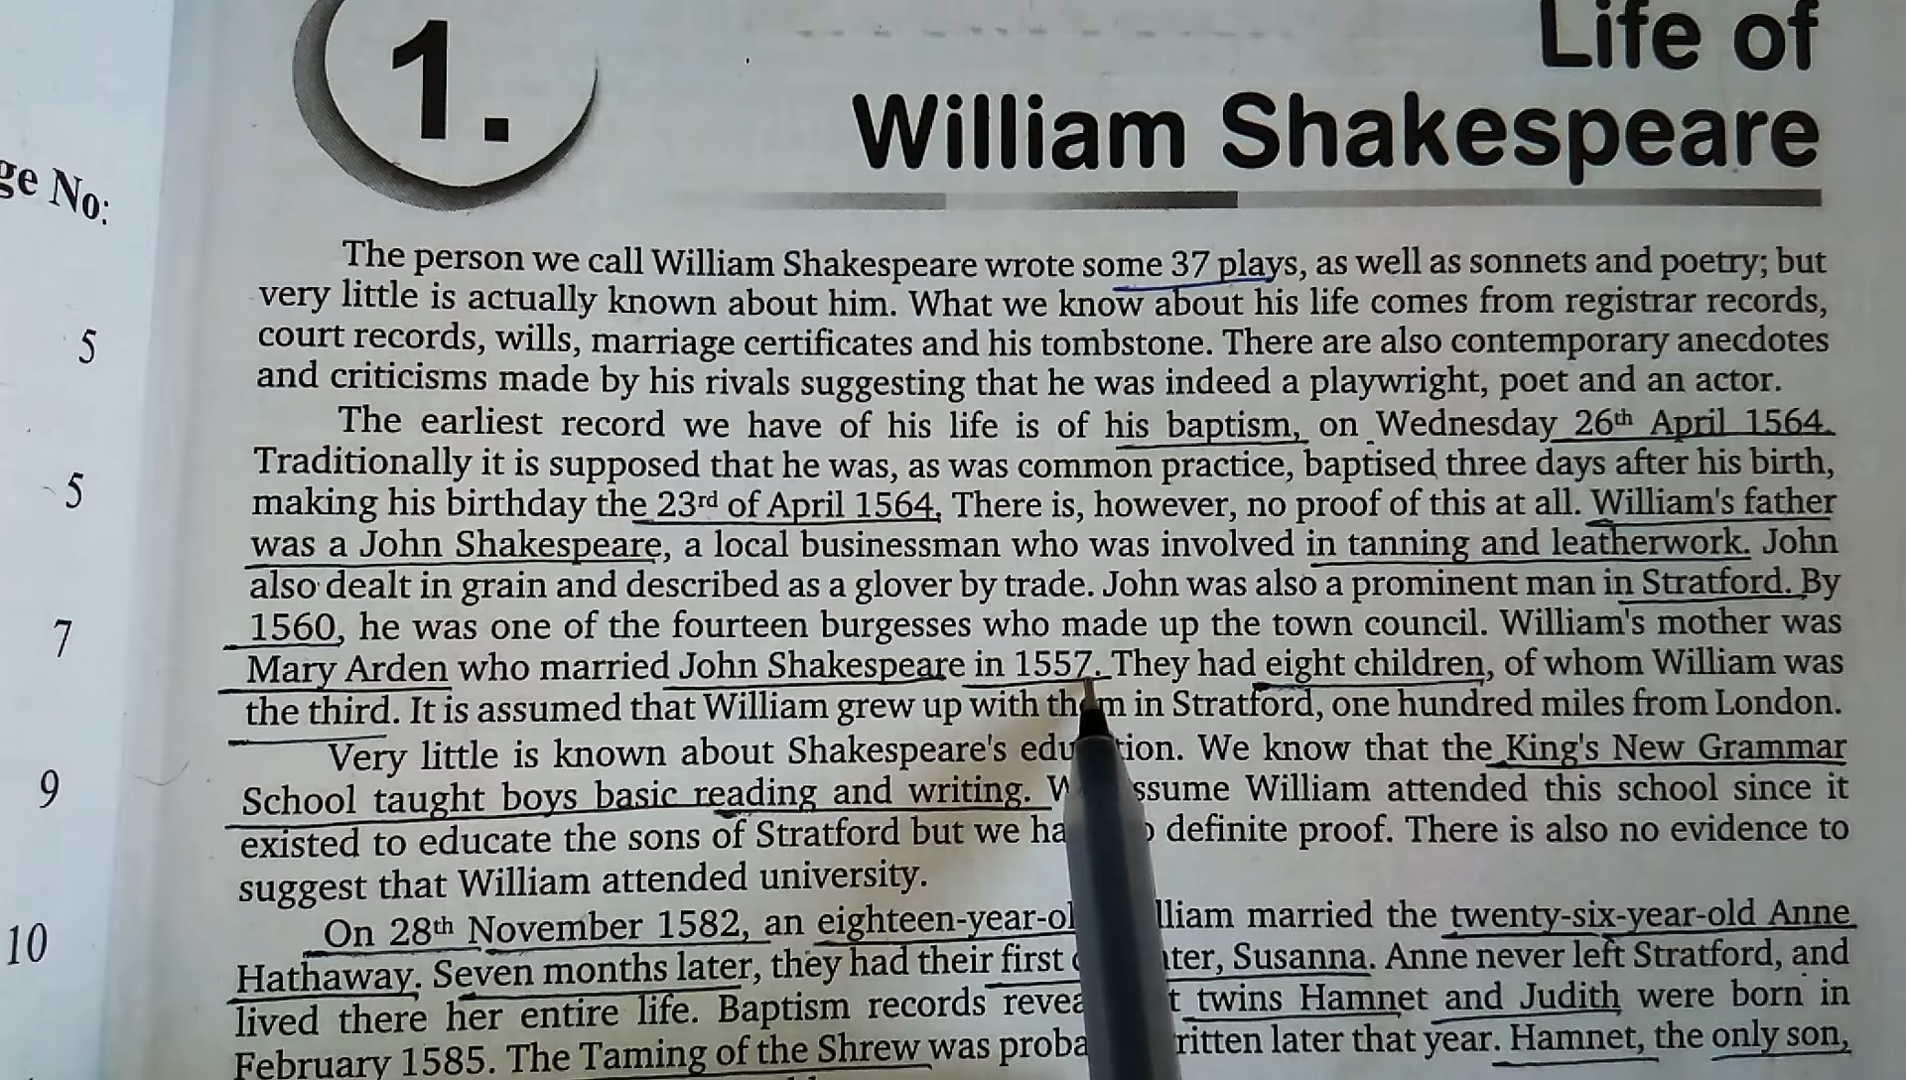 ge No:
5
5
7
9
10
1.
Life of
William Shakespeare
The person we call William Shakespeare wrote some 37 plays, as well as sonnets and poetry; but
very little is actually known about him. What we know about his life comes from registrar records,
court records, wills, marriage certificates and his tombstone. There are also contemporary anecdotes
and criticisms made by his rivals suggesting that he was indeed a playwright, poet and an actor.
The earliest record we have of his life is of his baptism, on Wednesday 26th April 1564.
Traditionally it is supposed that he was, as was common practice, baptised three days after his birth,
making his birthday the 23rd of April 1564. There is, however, no proof of this at all. William's father
was a John Shakespeare, a local businessman who was involved in tanning and leatherwork. John
also dealt in grain and described as a glover by trade. John was also a prominent man in Stratford. By
1560, he was one of the fourteen burgesses who made up the town council. William's mother was
Mary Arden who married John Shakespeare in 1557. They had eight children, of whom William was
the third. It is assumed that William grew up with them in Stratford, one hundred miles from London.
Very little is known about Shakespeare's education. We know that the King's New Grammar
School taught boys basic reading and writing. assume William attended this school since it
existed to educate the sons of Stratford but we definite proof. There is also no evidence to
suggest that William attended university.
On 28th November 1582, an eighteen-year-old William married the twenty-six-year-old Anne
Hathaway. Seven months later, they had their first Susanna. Anne never left Stratford, and
lived there her entire life. Baptism records twins Hamnet and Judith were born in
February 1585. The Taming of the Shrew was written later that year. Hamnet, the only son,